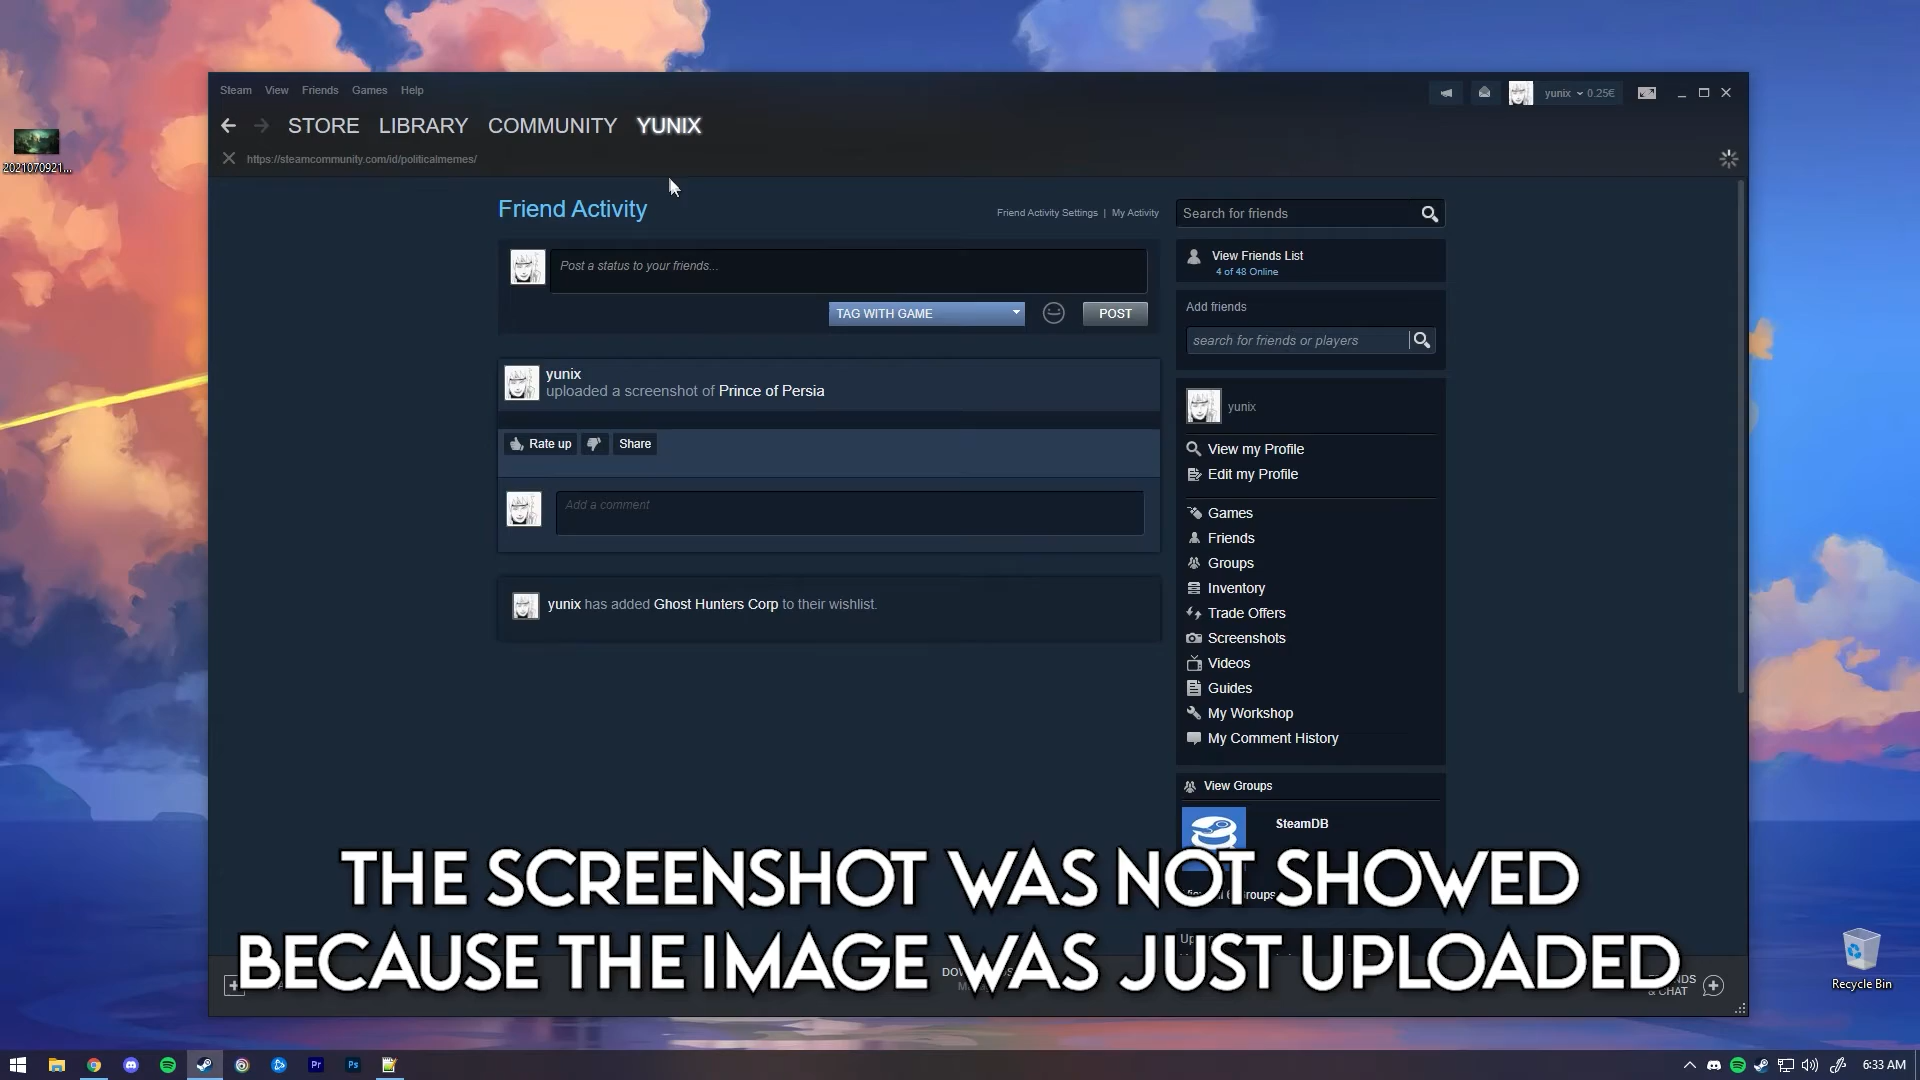 Steam View Friends Games Help
yunix 0.25€
STORE LIBRARY COMMUNITY YUNIX
https://steamcommunity.com/id/politicalmemes/
2021070921...
Friend Activity
Friend Activity Settings | My Activity
Search for friends
Post a status to your friends...
TAG WITH GAME
POST
View Friends List
4 of 48 Online
Add friends
search for friends or players
yunix
uploaded a screenshot of Prince of Persia
Rate up
Share
Add a comment
yunix has added Ghost Hunters Corp to their wishlist.
yunix
View my Profile
Edit my Profile
Games
Friends
Groups
Inventory
Trade Offers
Screenshots
Videos
Guides
My Workshop
My Comment History
View Groups
SteamDB
THE SCREENSHOT WAS NOT SHOWED
BECAUSE THE IMAGE WAS JUST UPLOADED
& CHAT
Recycle Bin
Pr
Ps
6:33 AM